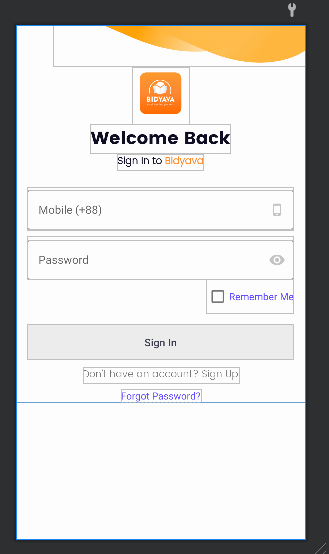 BIDYAVA
Welcome Back
Sign In to Bidyava
Mobile (+88)
Password
Remember Me
Sign In
Don't have an account? Sign Up
Forgot Password?